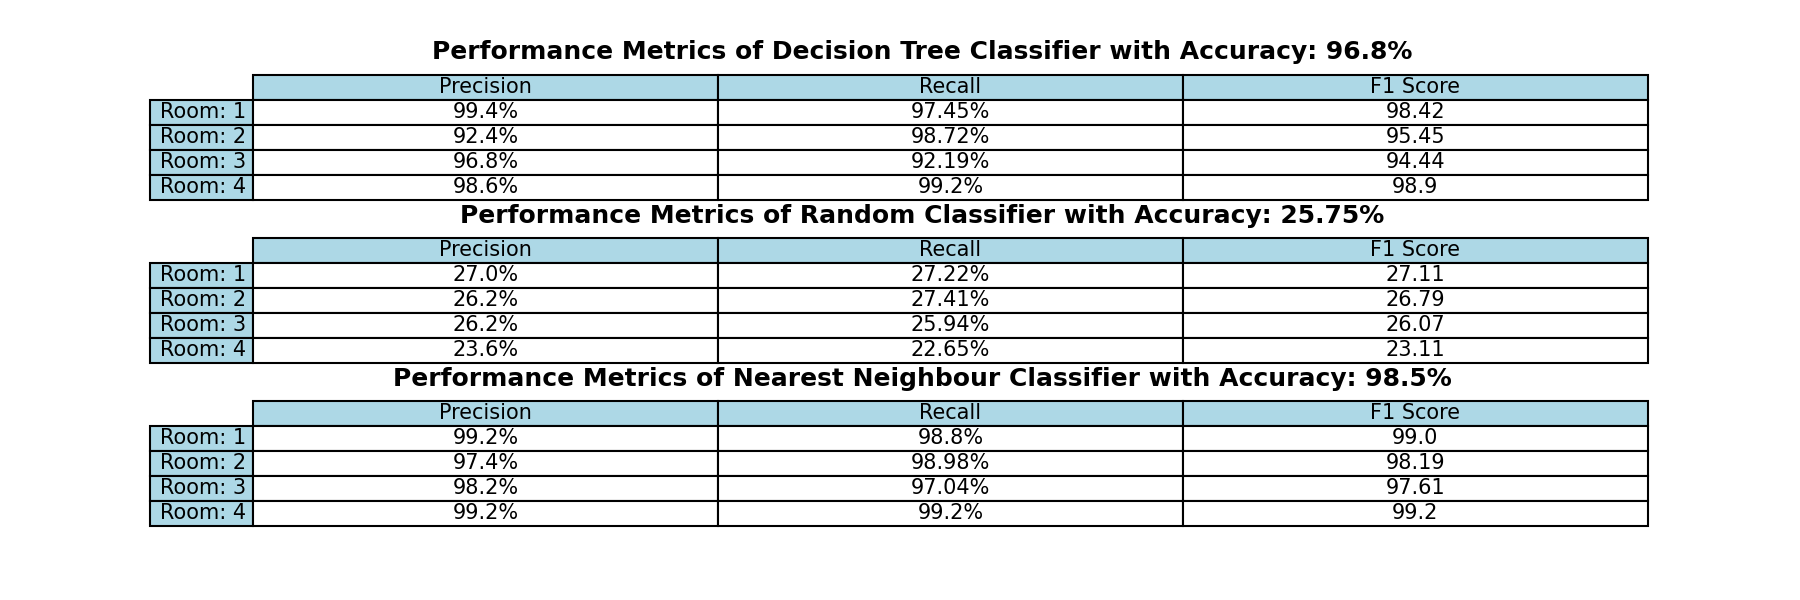 Performance Metrics of Decision Tree Classifier with Accuracy: 96.8%
Precision Recall F1 Score
Room: 1 99.4% 97.45% 98.42
Room: 2 92.4% 98.72% 95.45
Room: 3 96.8% 92.19% 94.44
Room: 4 98.6% 99.2% 98.9
Performance Metrics of Random Classifier with Accuracy: 25.75%
Precision Recall F1 Score
Room: 1 27.0% 27.22% 27.11
Room: 2 26.2% 27.41% 26.79
Room: 3 26.2% 25.94% 26.07
Room: 4 23.6% 22.65% 23.11
Performance Metrics of Nearest Neighbour Classifier with Accuracy: 98.5%
Precision Recall F1 Score
Room: 1 99.2% 98.8% 99.0
Room: 2 97.4% 98.98% 98.19
Room: 3 98.2% 97.04% 97.61
Room: 4 99.2% 99.2% 99.2